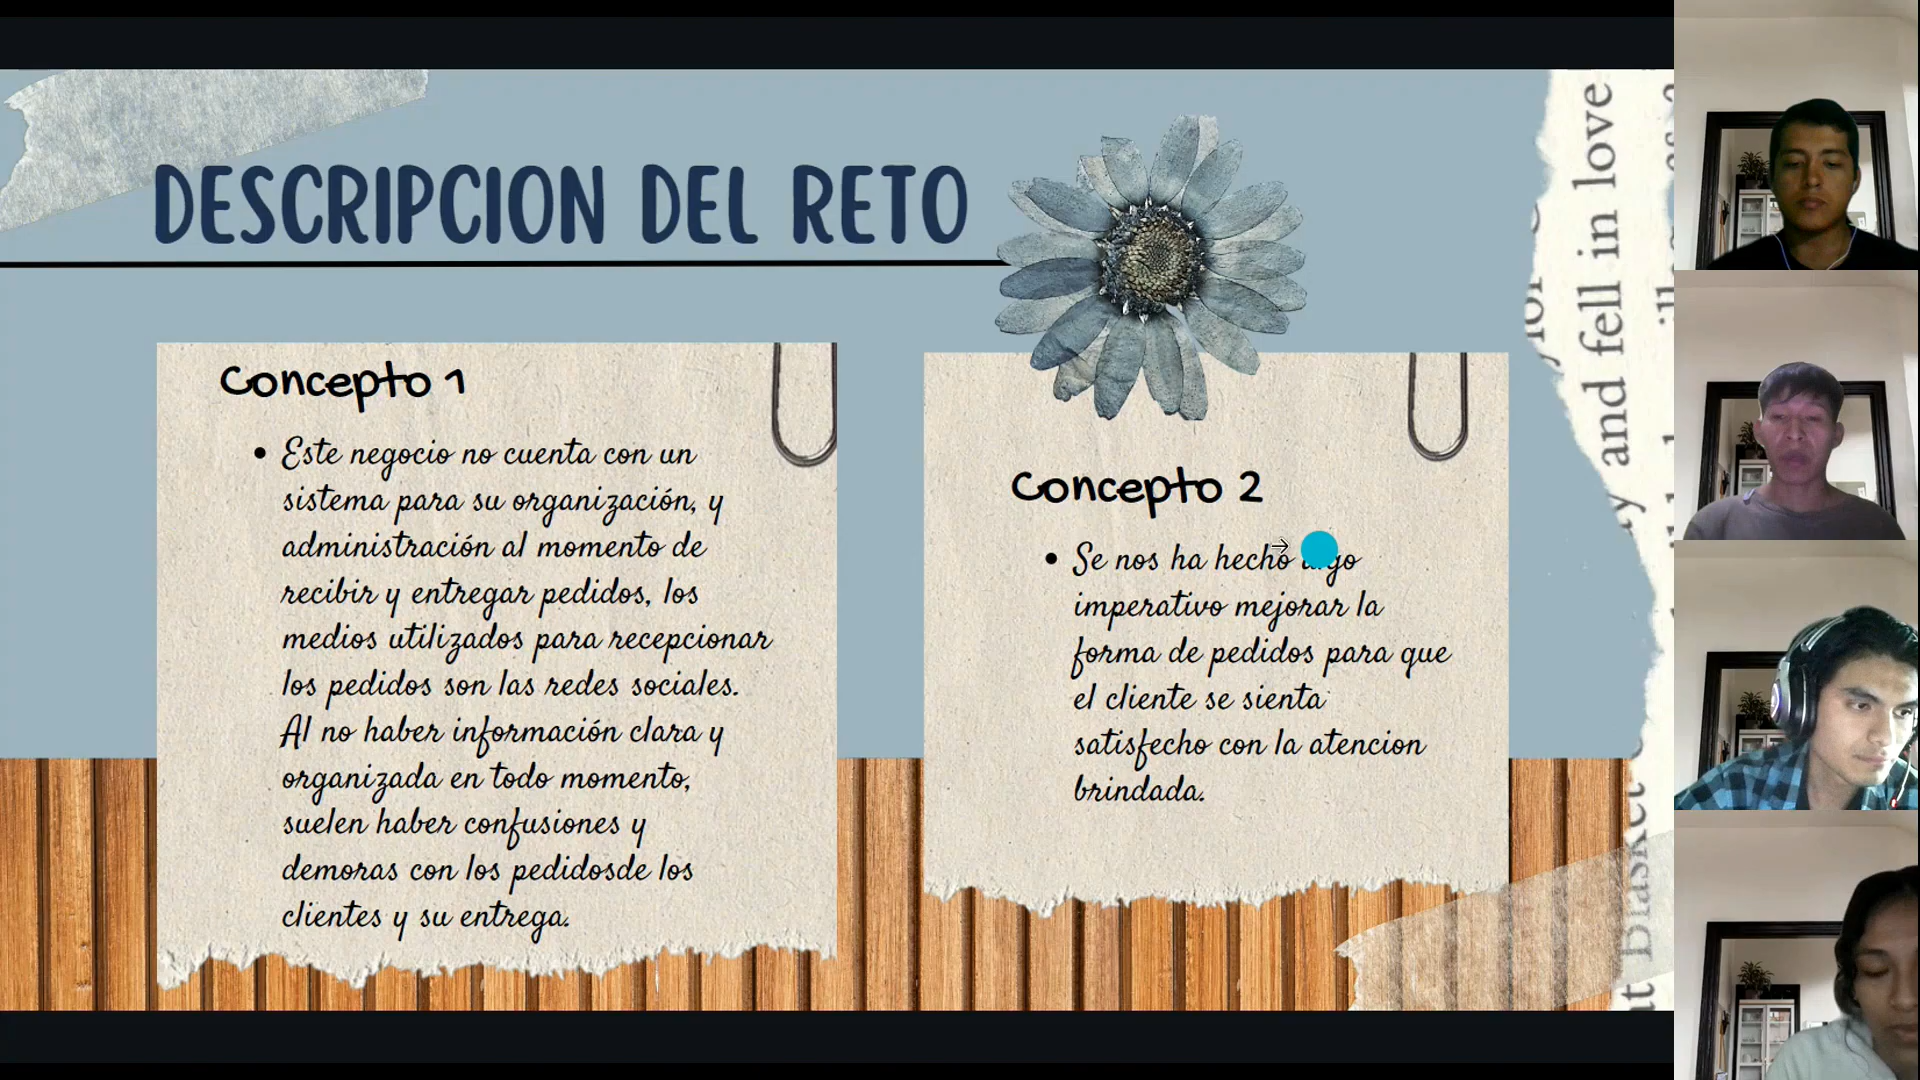 DESCRIPCION DEL RETO
Concepto 1
• Este negocio no cuenta con un
sistema para su organización, y
administración al momento de
recibir y entregar pedidos, los
medios utilizados para recepcionar
los pedidos son las redes sociales.
Al no haber información clara y
organizada en todo momento,
suelen haber confusiones y
demoras con los pedidosde los
clientes y su entrega.
Concepto 2
• Se nos ha hecho algo
imperativo mejorar la
forma de pedidos para que
el cliente se sienta
satisfecho con la atencion
brindada.
and fell in love